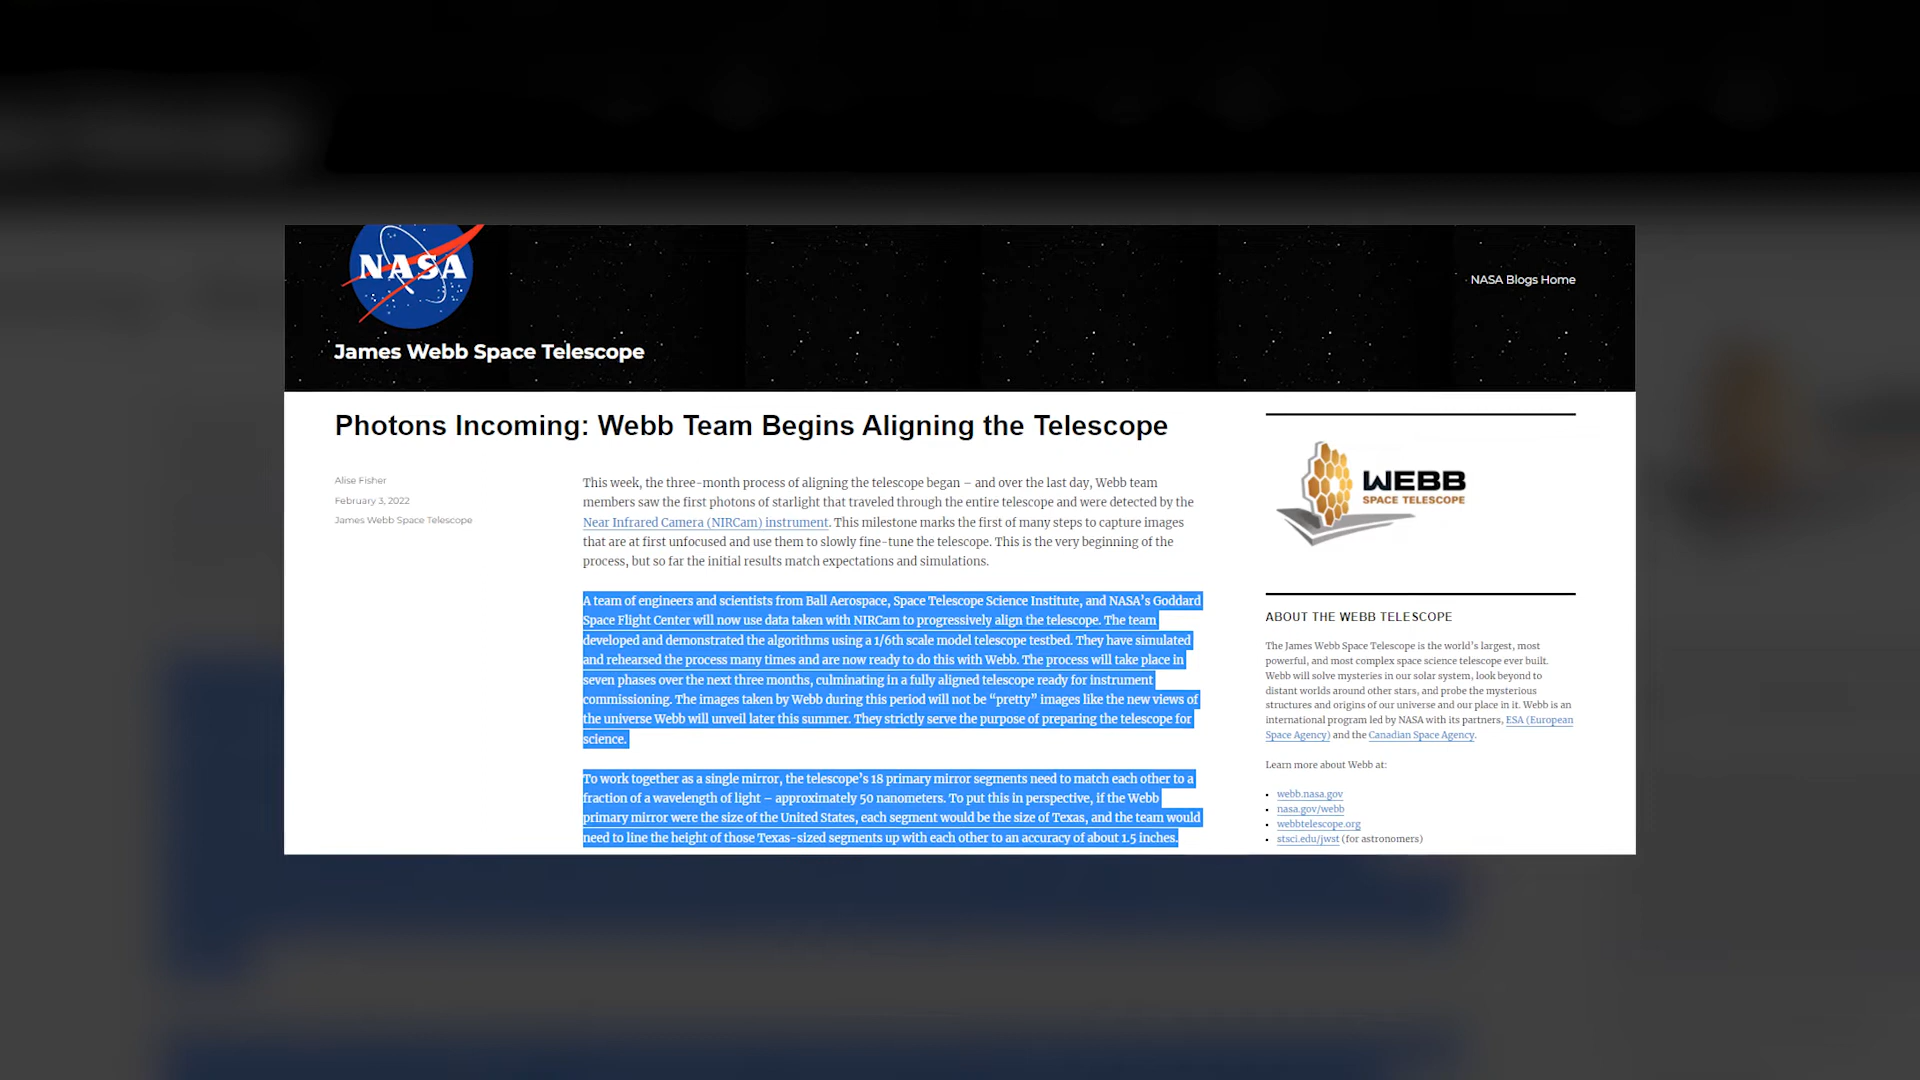 NASA
NASA Blogs Home
James Webb Space Telescope
Photons Incoming: Webb Team Begins Aligning the Telescope
Alise Fisher
February 3, 2022
James Webb Space Telescope
This week, the three-month process of aligning the telescope began – and over the last day, Webb team
members saw the first photons of starlight that traveled through the entire telescope and were detected by the
Near Infrared Camera (NIRCam) instrument. This milestone marks the first of many steps to capture images
that are at first unfocused and use them to slowly fine-tune the telescope. This is the very beginning of the
process, but so far the initial results match expectations and simulations.
A team of engineers and scientists from Ball Aerospace, Space Telescope Science Institute, and NASA’s Goddard
Space Flight Center will now use data taken with NIRCam to progressively align the telescope. The team
developed and demonstrated the algorithms using a 1/6th scale model telescope testbed. They have simulated
and rehearsed the process many times and are now ready to do this with Webb. The process will take place in
seven phases over the next three months, culminating in a fully aligned telescope ready for instrument
commissioning. The images taken by Webb during this period will not be “pretty” images like the new views of
the universe Webb will unveil later this summer. They strictly serve the purpose of preparing the telescope for
science.
To work together as a single mirror, the telescope’s 18 primary mirror segments need to match each other to a
fraction of a wavelength of light – approximately 50 nanometers. To put this in perspective, if the Webb
primary mirror were the size of the United States, each segment would be the size of Texas, and the team would
need to line the height of those Texas-sized segments up with each other to an accuracy of about 1.5 inches.
WEBB
SPACE TELESCOPE
ABOUT THE WEBB TELESCOPE
The James Webb Space Telescope is the world’s largest, most
powerful, and most complex space science telescope ever built.
Webb will solve mysteries in our solar system, look beyond to
distant worlds around other stars, and probe the mysterious
structures and origins of our universe and our place in it. Webb is an
international program led by NASA with its partners, ESA (European
Space Agency) and the Canadian Space Agency.
Learn more about Webb at:
webb.nasa.gov
nasa.gov/webb
webbtelescope.org
stsci.edu/jwst (for astronomers)